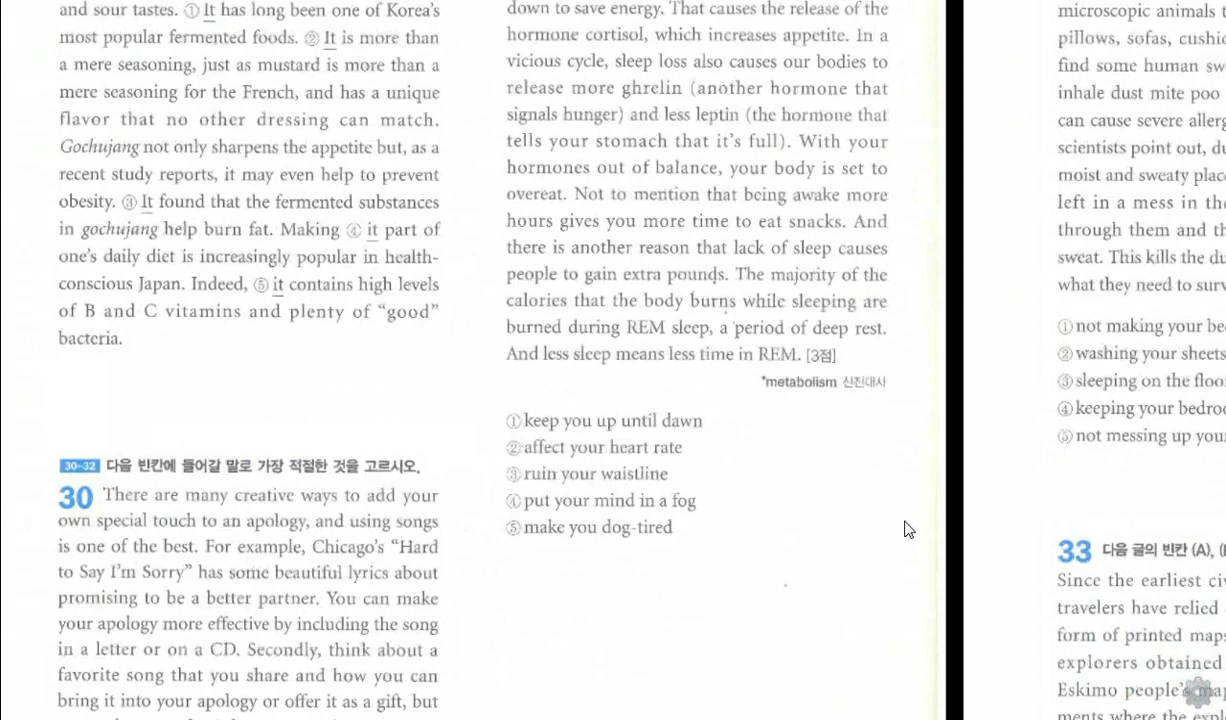 and sour tastes. ① It has long been one of Korea's
most popular fermented foods. ② It is more than
a mere seasoning, just as mustard is more than a
mere seasoning for the French, and has a unique
flavor that no other dressing can match.
Gochujang not only sharpens the appetite but, as a
recent study reports, it may even help to prevent
obesity. ③ It found that the fermented substances
in gochujang help burn fat. Making ④ it part of
one's daily diet is increasingly popular in health-
conscious Japan. Indeed, ⑤ it contains high levels
of B and C vitamins and plenty of “good”
bacteria.
30-32 다음 빈칸에 들어갈 말로 가장 적절한 것을 고르시오.
30 There are many creative ways to add your
own special touch to an apology, and using songs
is one of the best. For example, Chicago's “Hard
to Say I'm Sorry” has some beautiful lyrics about
promising to be a better partner. You can make
your apology more effective by including the song
in a letter or on a CD. Secondly, think about a
favorite song that you share and how you can
bring it into your apology or offer it as a gift, but
down to save energy. That causes the release of the
hormone cortisol, which increases appetite. In a
vicious cycle, sleep loss also causes our bodies to
release more ghrelin (another hormone that
signals hunger) and less leptin (the hormone that
tells your stomach that it's full). With your
hormones out of balance, your body is set to
overeat. Not to mention that being awake more
hours gives you more time to eat snacks. And
there is another reason that lack of sleep causes
people to gain extra pounds. The majority of the
calories that the body burns while sleeping are
burned during REM sleep, a period of deep rest.
And less sleep means less time in REM. [3점]
*metabolism 신진대사
① keep you up until dawn
② affect your heart rate
③ ruin your waistline
④ put your mind in a fog
⑤ make you dog-tired
microscopic animals
pillows, sofas,
find some human
inhale dust mite poo
can cause severe
scientists point out,
moist and sweaty
left in a mess in
through them and
sweat. This kills the
what they need to
① not making your
② washing your sheets
③ sleeping on the
④ keeping your
⑤ not messing up
33 다음 글의 빈칸 (A),
Since the earliest
travelers have relied
form of printed
explorers obtained
Eskimo people's
where the